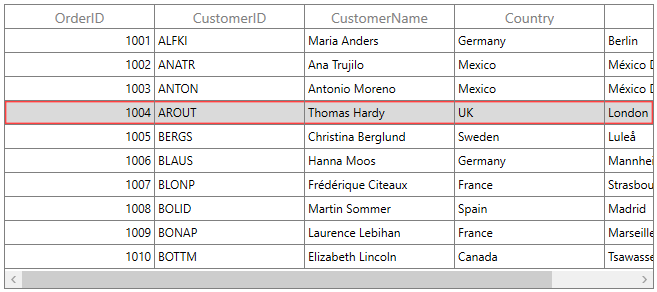 OrderID CustomerID CustomerName Country
1001 ALFKI Maria Anders Germany Berlin
1002 ANATR Ana Trujilo Mexico México D
1003 ANTON Antonio Moreno Mexico México D
1004 AROUT Thomas Hardy UK London
1005 BERGS Christina Berglund Sweden Luleå
1006 BLAUS Hanna Moos Germany Mannhe
1007 BLONP Frédérique Citeaux France Strasbou
1008 BOLID Martin Sommer Spain Madrid
1009 BONAP Laurence Lebihan France Marseille
1010 BOTTM Elizabeth Lincoln Canada Tsawasse